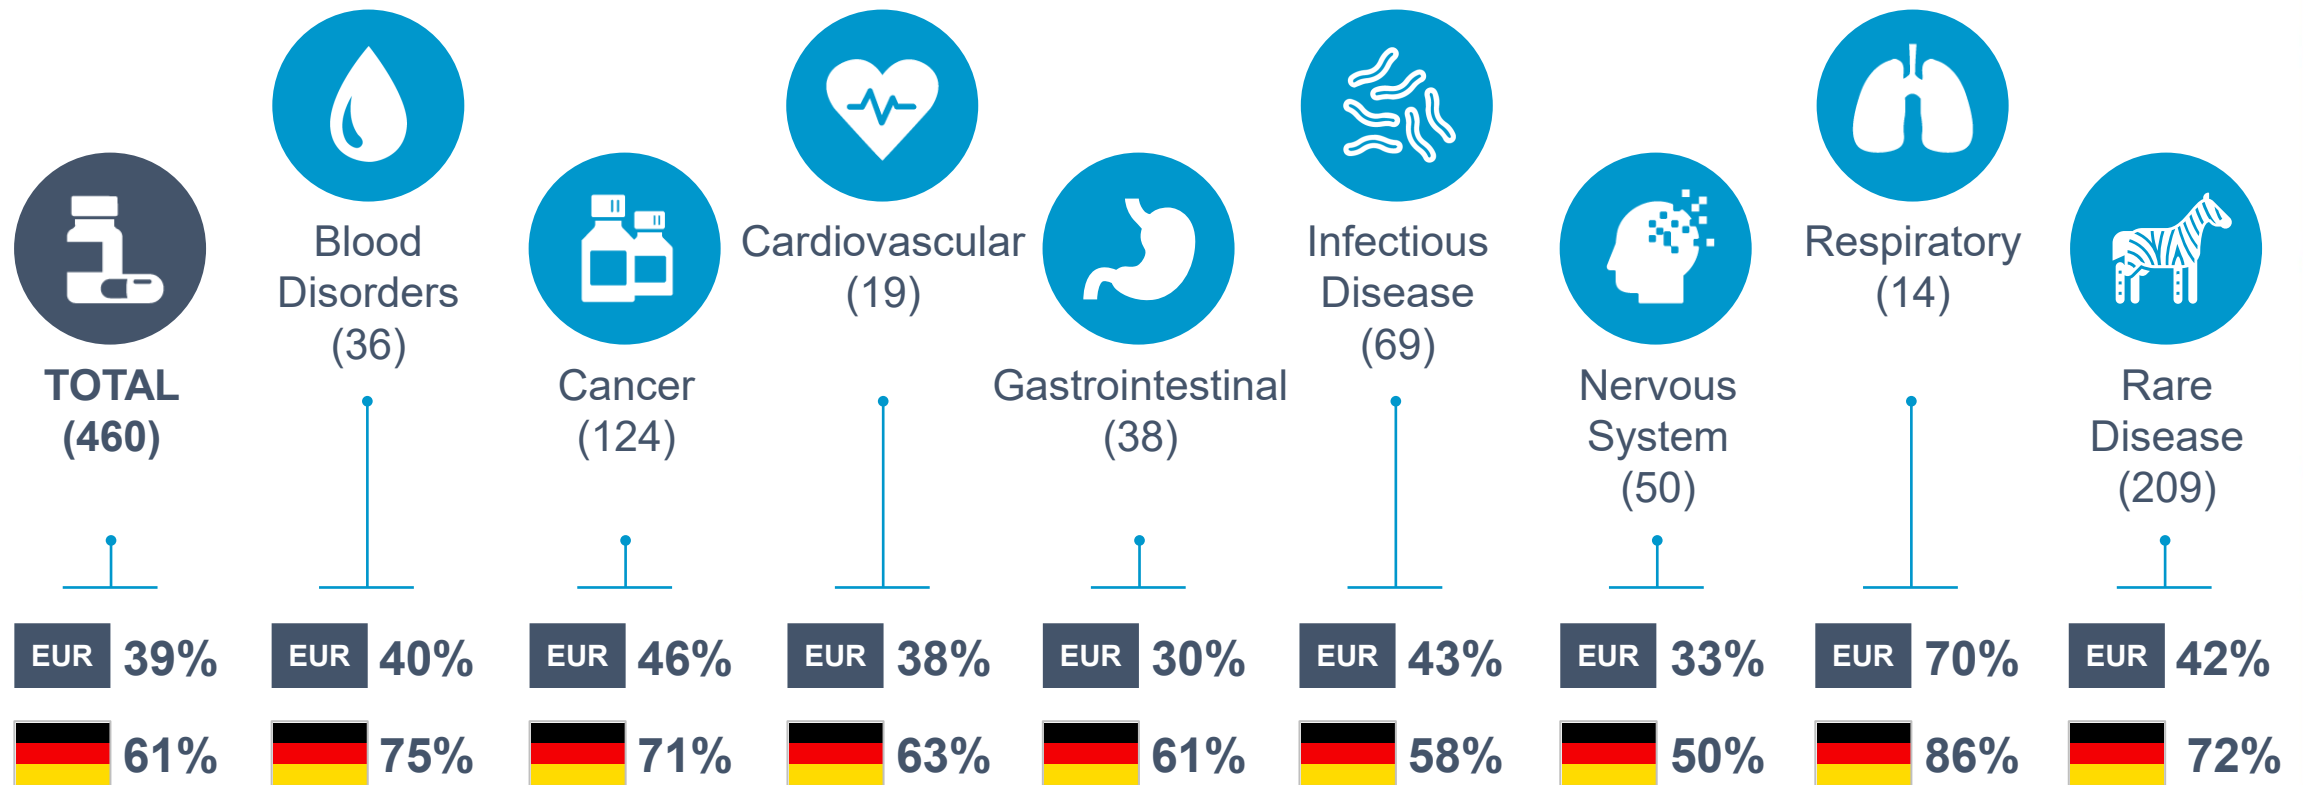 TOTAL
(460)
Blood
Disorders
(36)
Cancer
(124)
Cardiovascular
(19)
Gastrointestinal
(38)
Infectious
Disease
(69)
Nervous
System
(50)
Respiratory
(14)
Rare
Disease
(209)
EUR 39% EUR 40% EUR 46% EUR 38% EUR 30% EUR 43% EUR 33% EUR 70% EUR 42%
61% 75% 71% 63% 61% 58% 50% 86% 72%